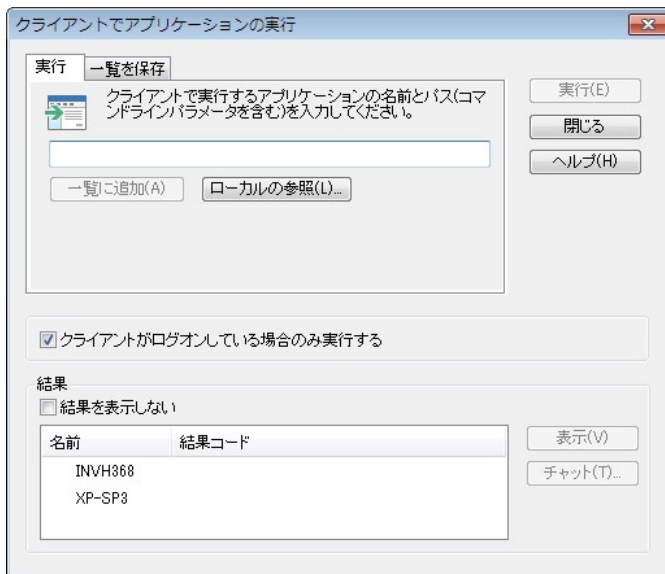 クライアントでアプリケーションの実行
実行
一覧を保存
クライアントで実行するアプリケーションの名前とパス(コマ
ンドラインパラメータを含む)を入力してください。
実行(E)
閉じる
ヘルプ(H)
一覧に追加(A)
ローカルの参照(L)...
クライアントがログオンしている場合のみ実行する
結果
結果を表示しない
名前 結果コード
INVH368
XP-SP3
表示(V)
チャット(T)...